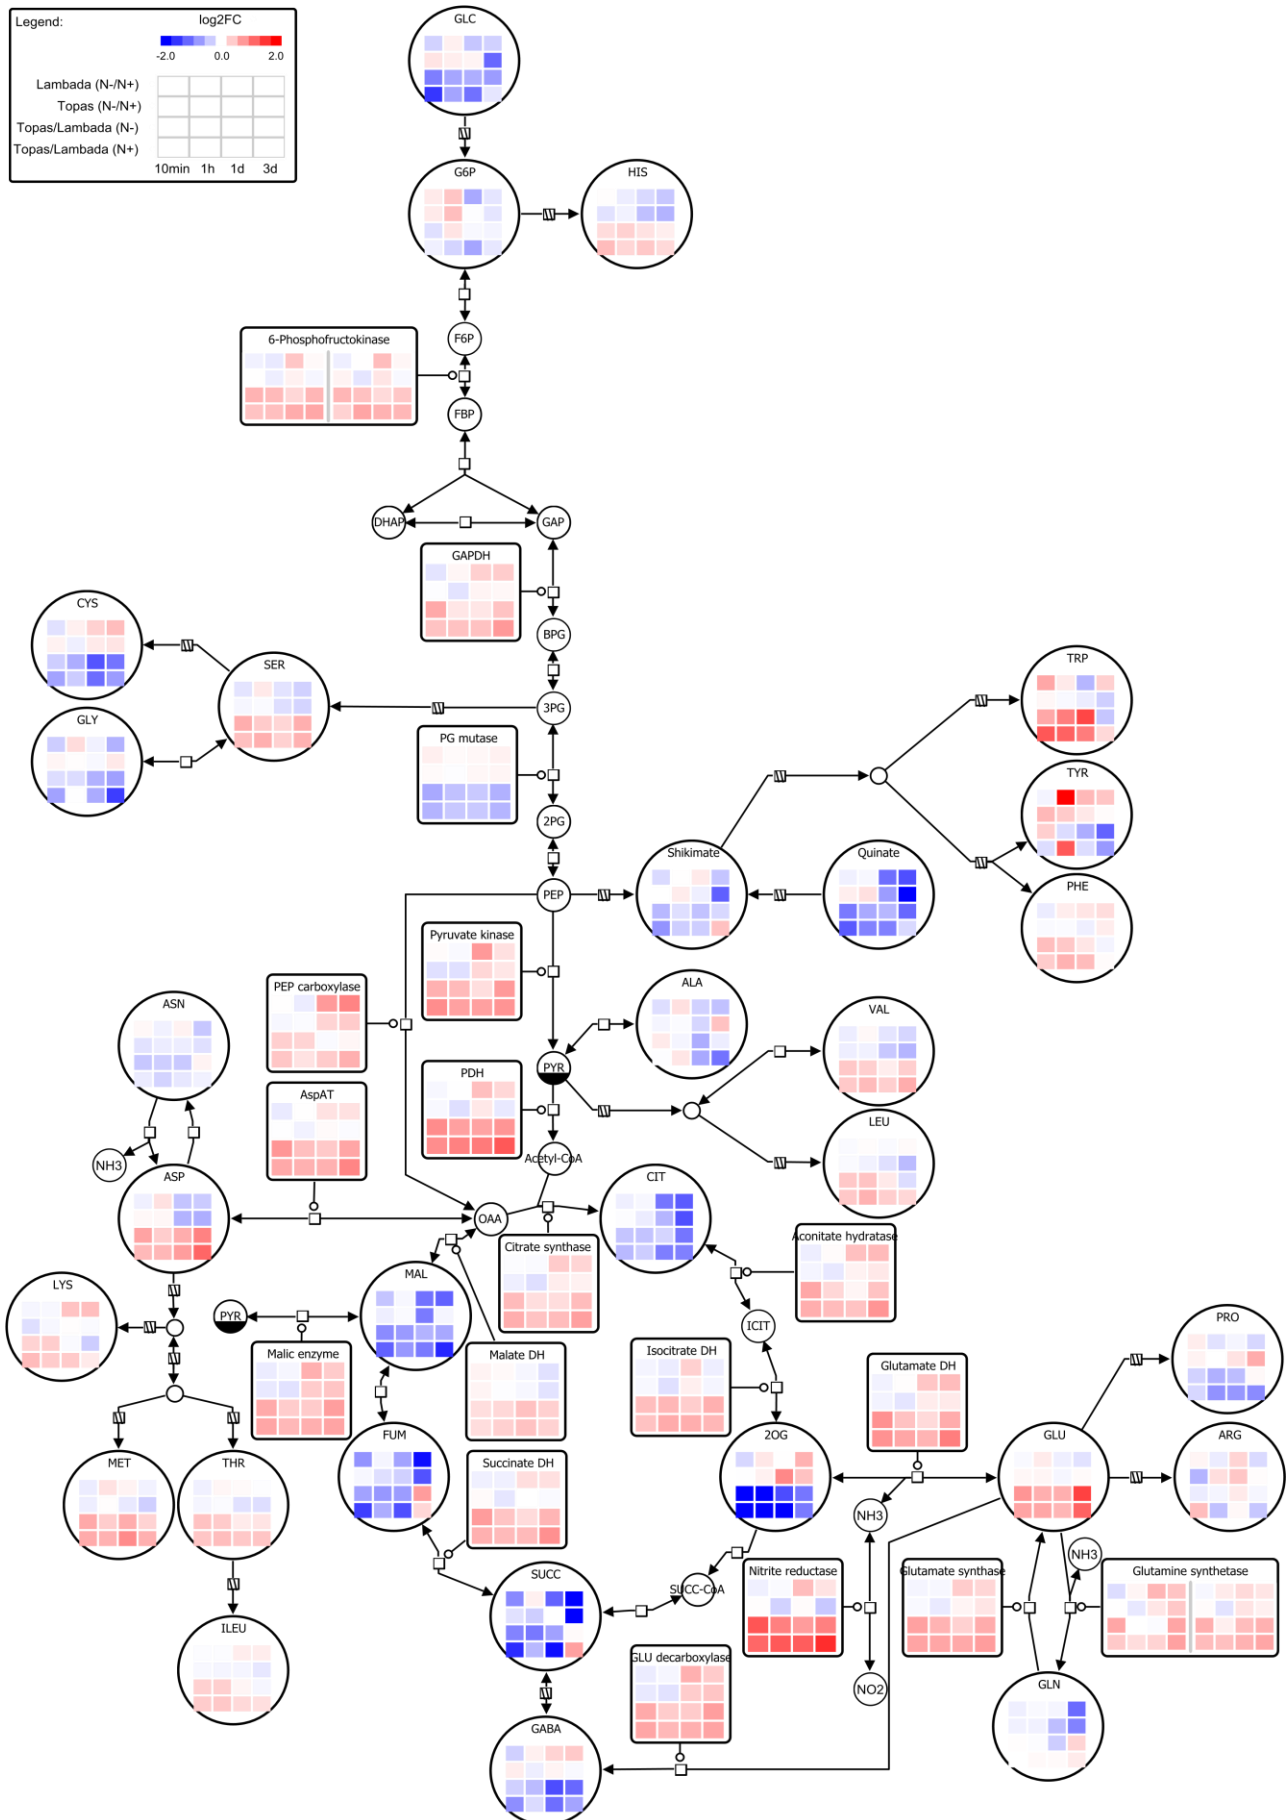 Legend:
log2FC
-2.0 0.0 2.0
Lambada (N-/N+)
Topas (N-/N+)
Topas/Lambada (N-)
Topas/Lambada (N+)
10min 1h 1d 3d
GLC
G6P
HIS
F6P
6-Phosphofructokinase
FBP
DHAP
GAP
GAPDH
CYS
BPG
SER
TRP
3PG
GLY
PG mutase
TYR
2PG
Shikimate
Quinate
PEP
PHE
Pyruvate kinase
PEP carboxylase
ASN
ALA
VAL
PYR
PDH
AspAT
LEU
Acetyl-CoA
NH3
ASP
CIT
OAA
Aconitate hydratase
Citrate synthase
MAL
LYS
PYR
ICIT
PRO
Malic enzyme
Malate DH
Isocitrate DH
Glutamate DH
FUM
2OG
GLU
ARG
MET
THR
Succinate DH
NH3
NH3
SUCC
SUCC-CoA
Nitrite reductase
Glutamate synthase
Glutamine synthetase
ILEU
GLU decarboxylase
NO2
GLN
GABA